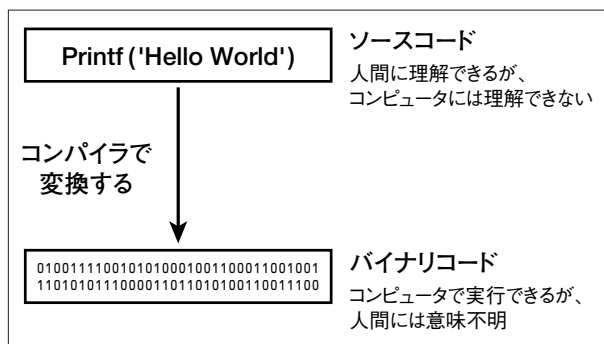 Printf ('Hello World')
ソースコード
人間に理解できるが、
コンピュータには理解できない
コンパイラで
変換する
0100111100101010001001100011001001
1101010111000011011010100110011100
バイナリコード
コンピュータで実行できるが、
人間には意味不明